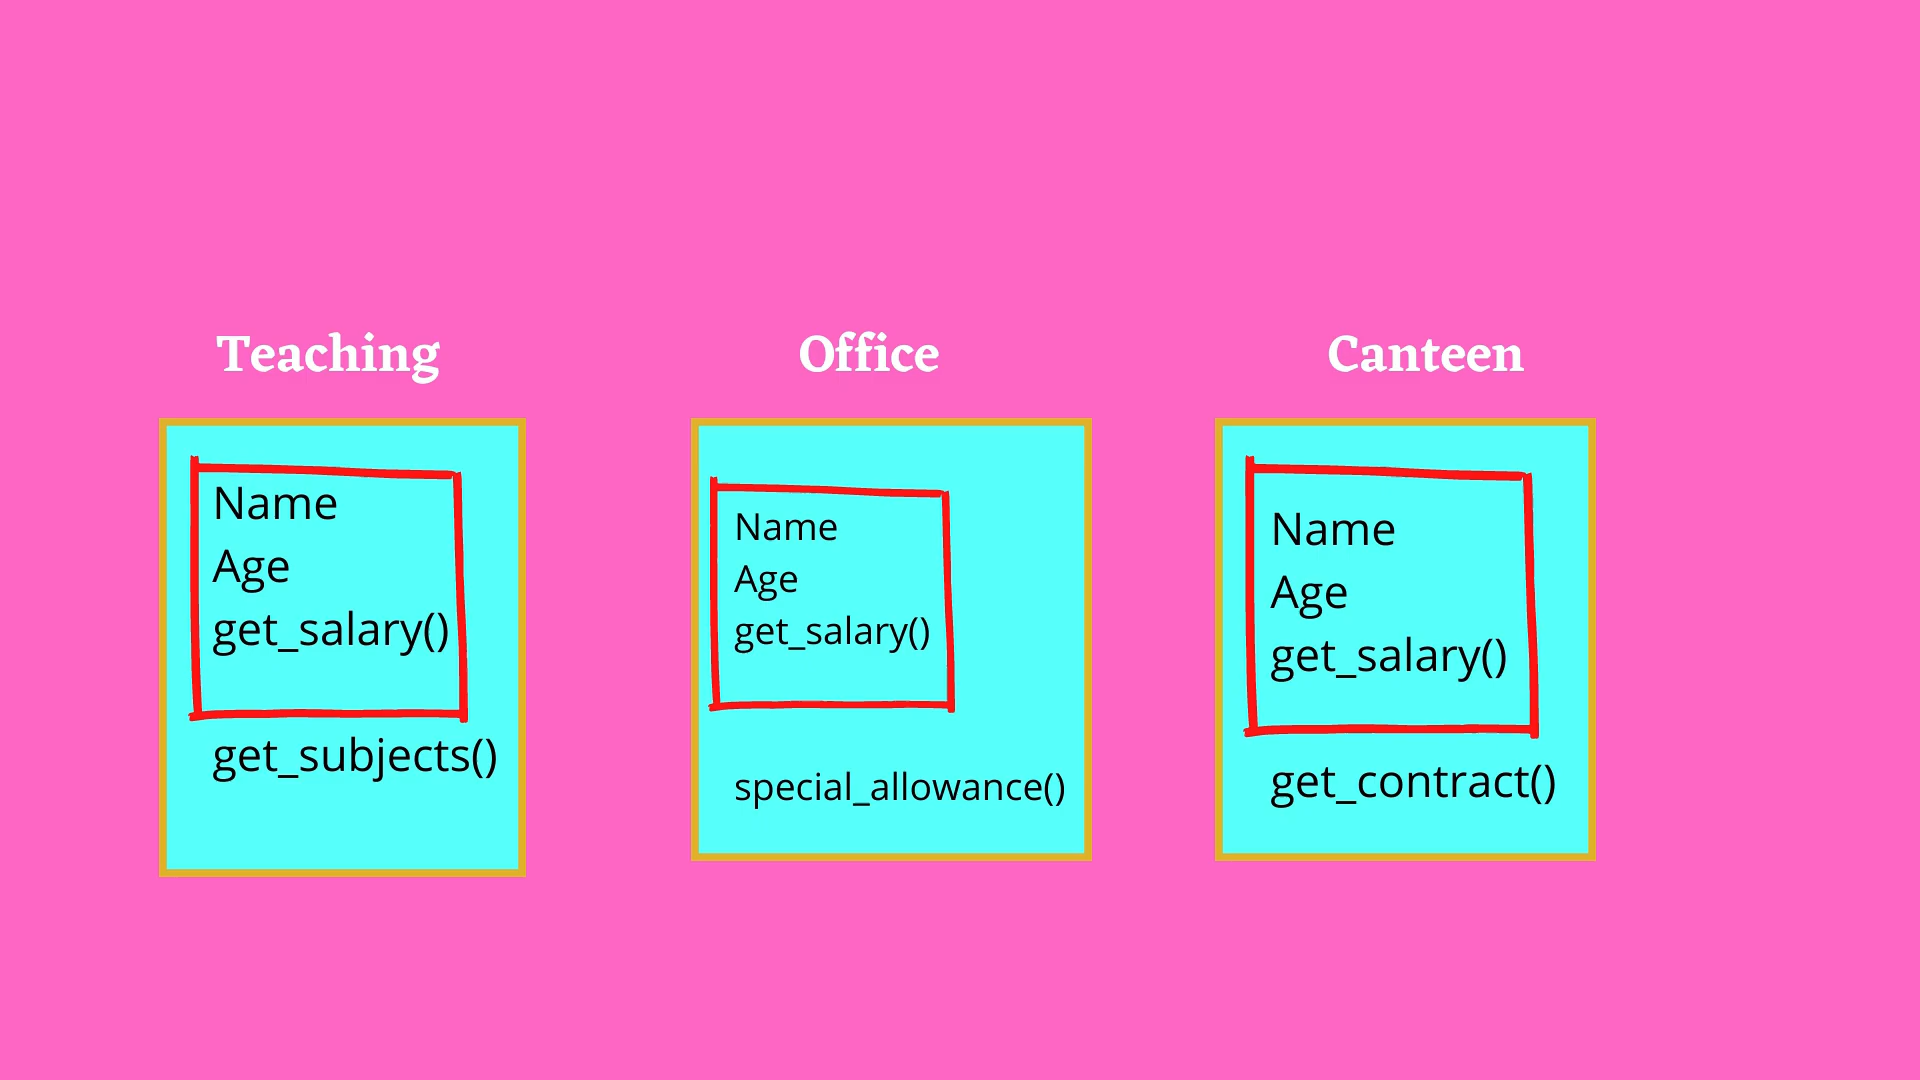 Teaching
Name
Age
get_salary()
get_subjects()
Office
Name
Age
get_salary()
special_allowance()
Canteen
Name
Age
get_salary()
get_contract()